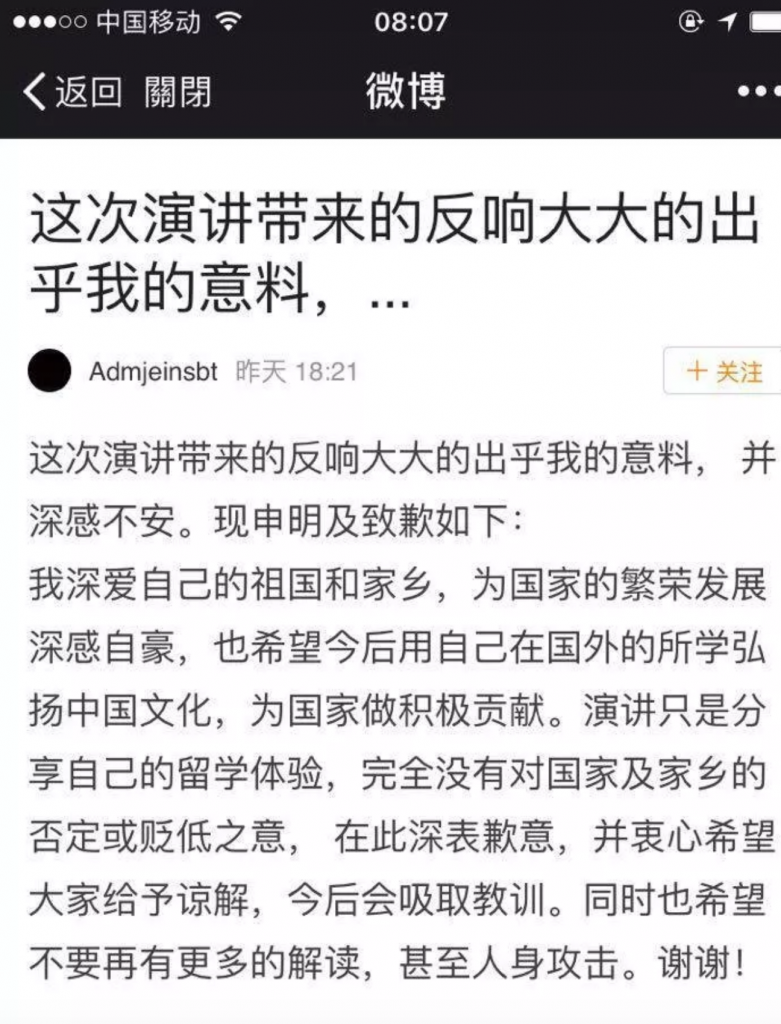 中国移动 08:07
返回 關閉 微博
这次演讲带来的反响大大的出
乎我的意料，...
Admjeinsbt 昨天 18:21 +关注
这次演讲带来的反响大大的出乎我的意料， 并
深感不安。现申明及致歉如下：
我深爱自己的祖国和家乡，为国家的繁荣发展
深感自豪，也希望今后用自己在国外的所学弘
扬中国文化，为国家做积极贡献。演讲只是分
享自己的留学体验，完全没有对国家及家乡的
否定或贬低之意， 在此深表歉意，并衷心希望
大家给予谅解，今后会吸取教训。同时也希望
不要再有更多的解读，甚至人身攻击。谢谢！